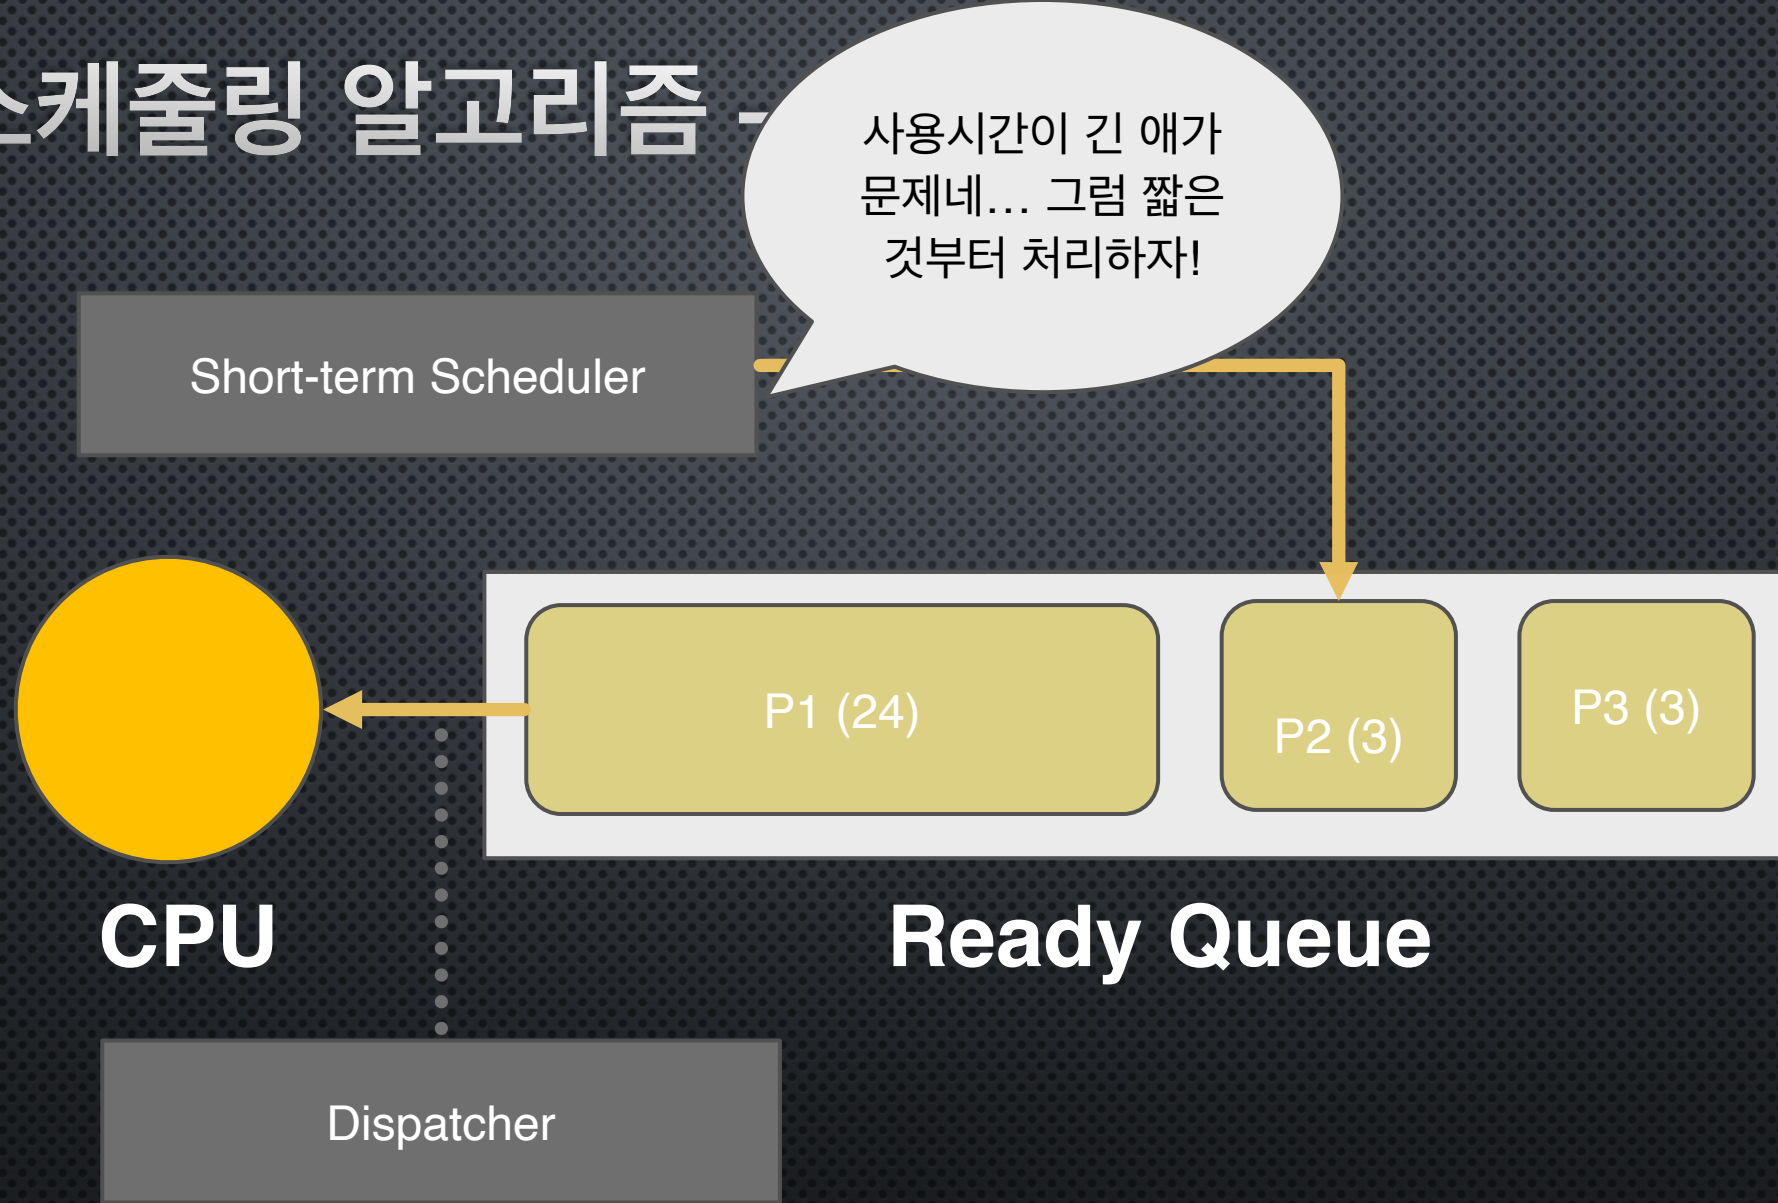 스케줄링 알고리즘 -
사용시간이 긴 애가
문제네... 그럼 짧은
것부터 처리하자!
Short-term Scheduler
P1 (24)
P2 (3)
P3 (3)
CPU
Ready Queue
Dispatcher